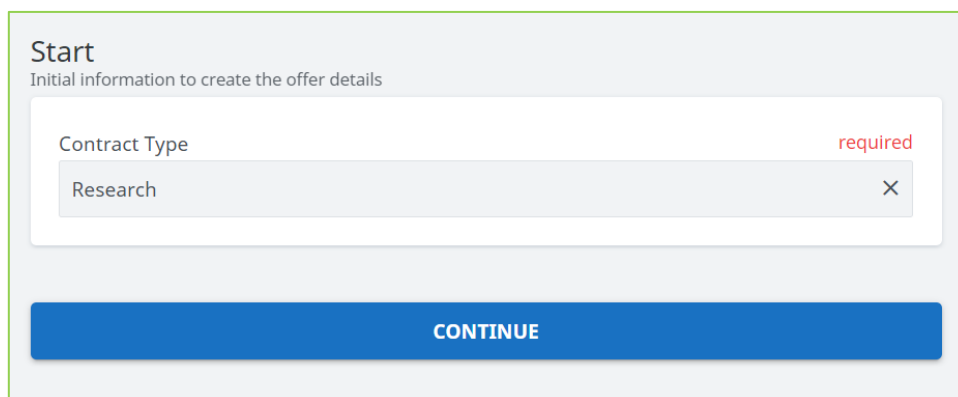 Start
Initial information to create the offer details
Contract Type required
Research
CONTINUE